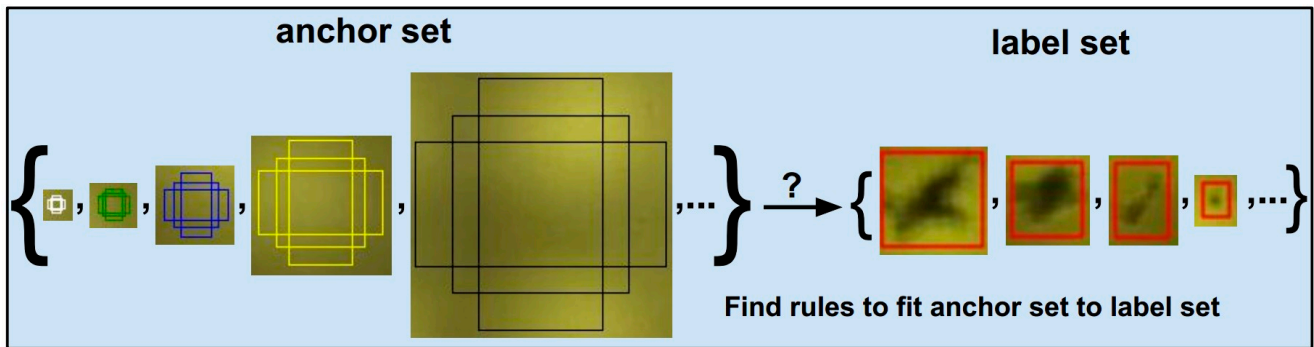 anchor set
label set
{ , , , , ,... } ? { , , , ,... }
Find rules to fit anchor set to label set